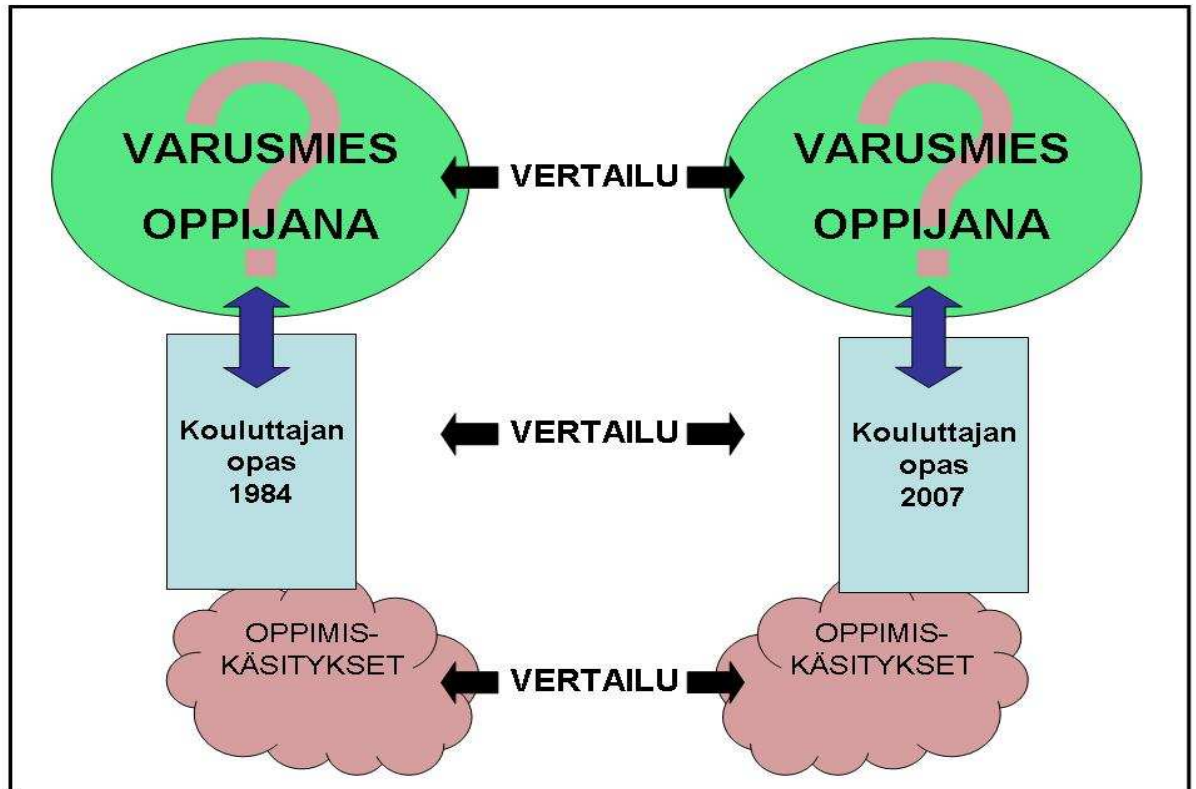 ?
VARUSMIES
OPPIJANA
VERTAILU
?
VARUSMIES
OPPIJANA
Kouluttajan
opas
1984
VERTAILU
Kouluttajan
opas
2007
OPPIMIS-
KÄSITYKSET
VERTAILU
OPPIMIS-
KÄSITYKSET